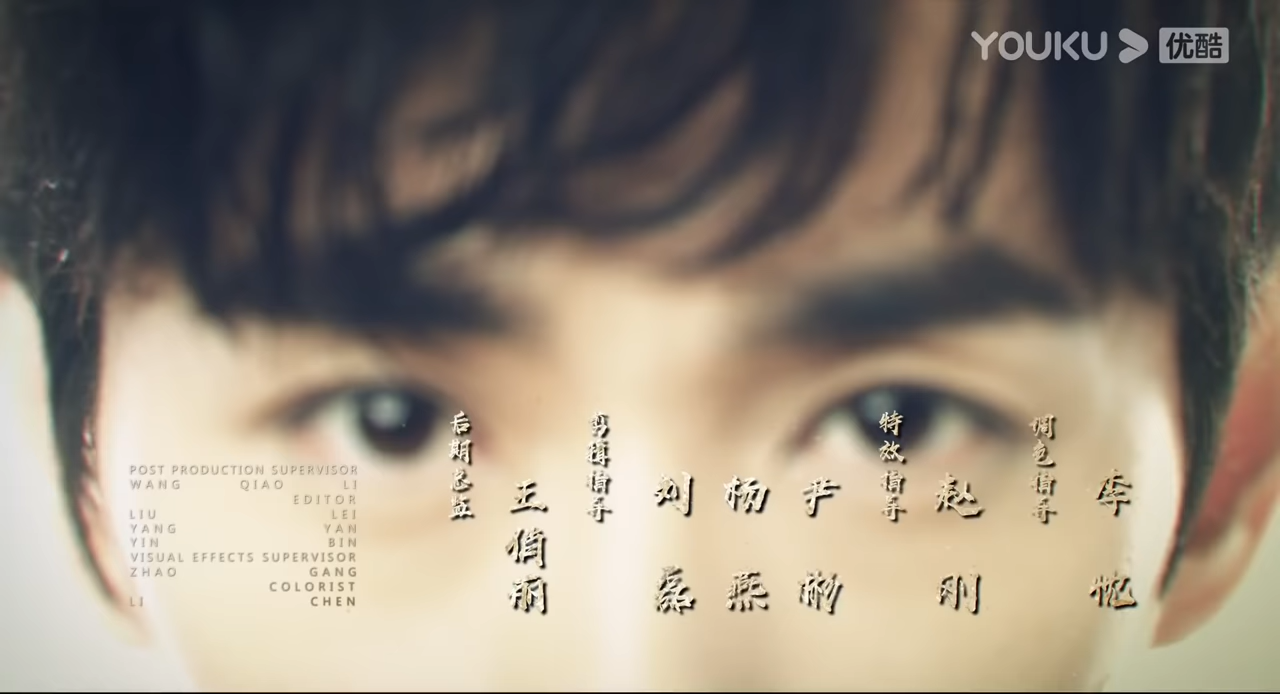 YOUKU 优酷
POST PRODUCTION SUPERVISOR
WANG QIAO LI
EDITOR
LIU LEI
YANG YAN
YIN BIN
VISUAL EFFECTS SUPERVISOR
ZHAO GANG
COLORIST
LI CHEN
后期总监
王俏丽
剪辑指导
刘磊
杨燕
尹彬
特效指导
赵刚
调色指导
李忱